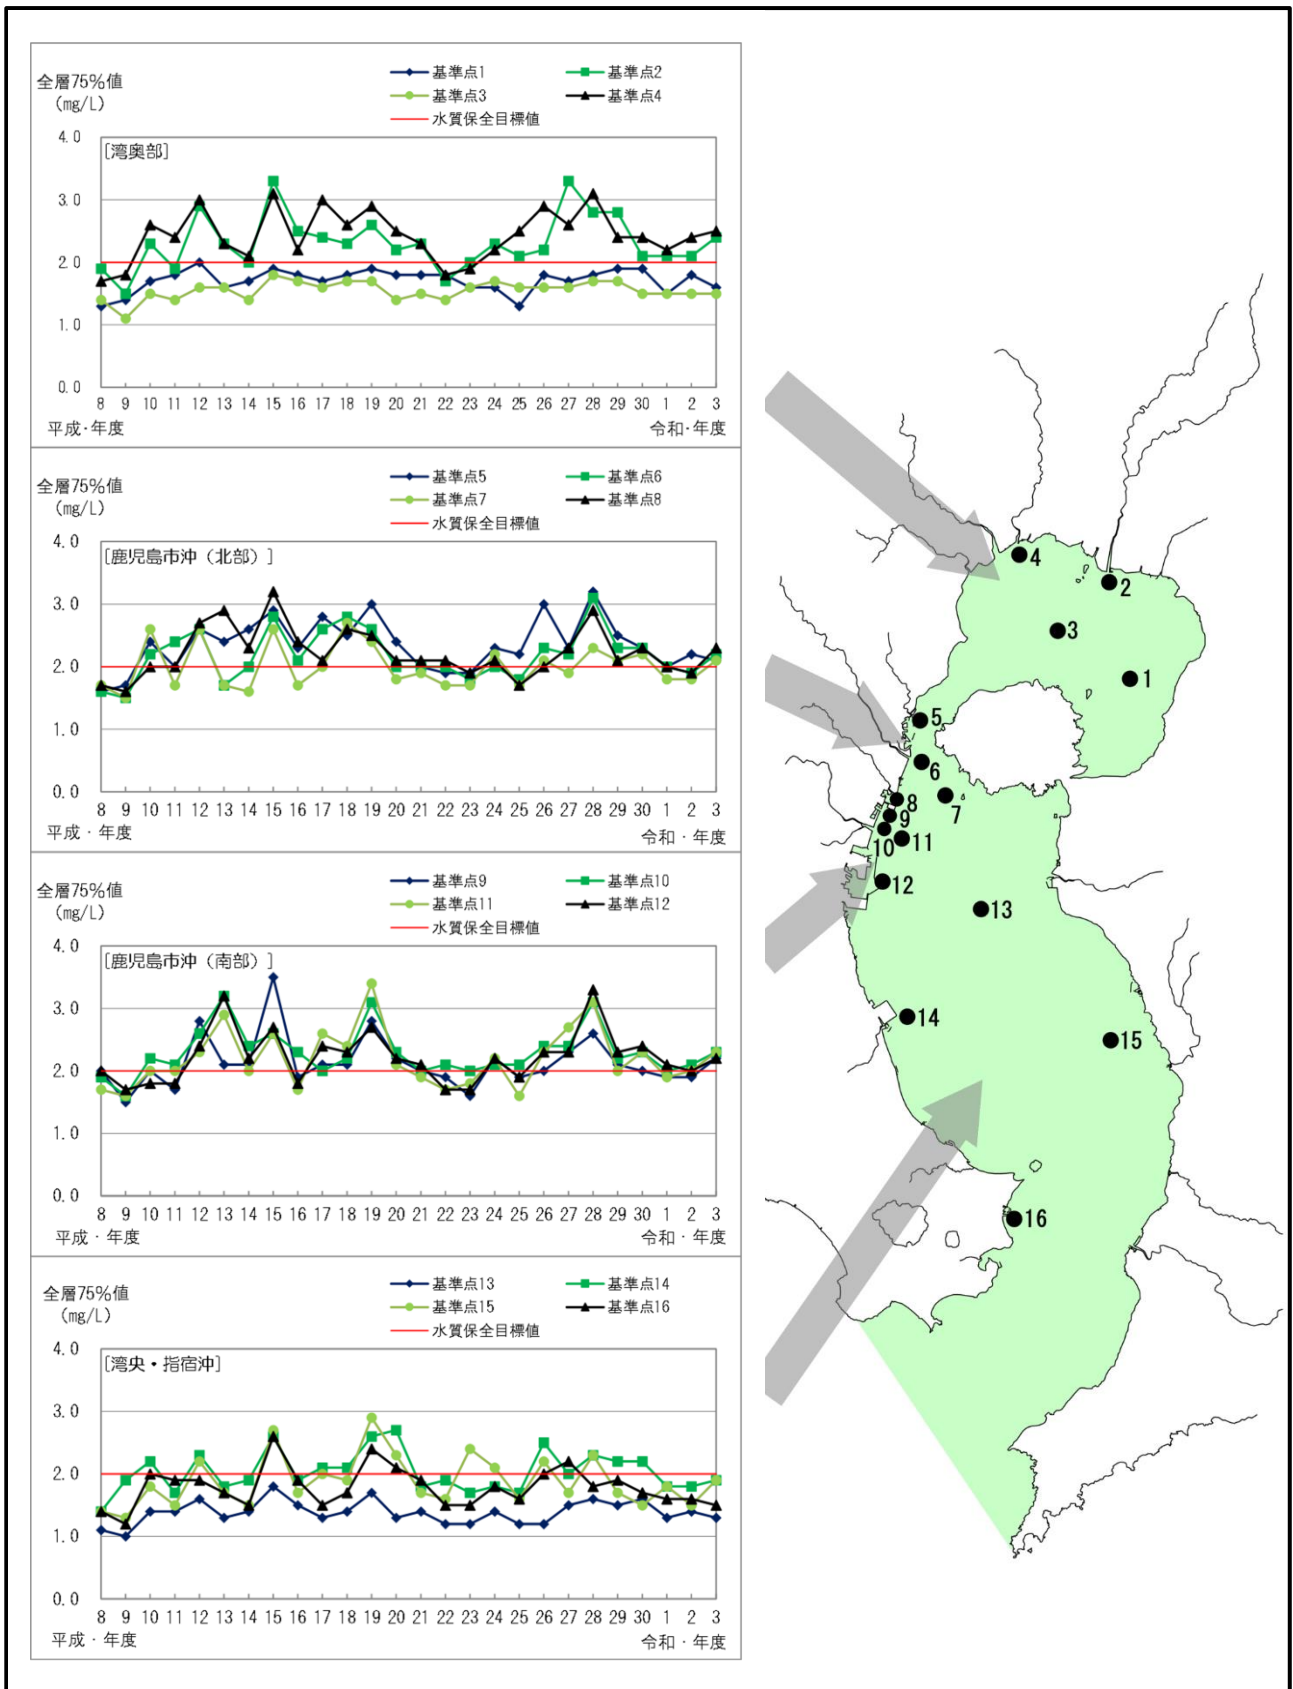 全層75%値
(mg/L)
基準点1
基準点2
基準点3
基準点4
水質保全目標値
[湾奥部]
4.0
3.0
2.0
1.0
0.0
8 9 10 11 12 13 14 15 16 17 18 19 20 21 22 23 24 25 26 27 28 29 30 1 2 3
平成・年度
令和・年度
全層75%値
(mg/L)
基準点5
基準点6
基準点7
基準点8
水質保全目標値
[鹿児島市沖（北部）]
4.0
3.0
2.0
1.0
0.0
8 9 10 11 12 13 14 15 16 17 18 19 20 21 22 23 24 25 26 27 28 29 30 1 2 3
平成・年度
令和・年度
全層75%値
(mg/L)
基準点9
基準点10
基準点11
基準点12
水質保全目標値
[鹿児島市沖（南部）]
4.0
3.0
2.0
1.0
0.0
8 9 10 11 12 13 14 15 16 17 18 19 20 21 22 23 24 25 26 27 28 29 30 1 2 3
平成・年度
令和・年度
全層75%値
(mg/L)
基準点13
基準点14
基準点15
基準点16
水質保全目標値
[湾央・指宿沖]
4.0
3.0
2.0
1.0
0.0
8 9 10 11 12 13 14 15 16 17 18 19 20 21 22 23 24 25 26 27 28 29 30 1 2 3
平成・年度
令和・年度
4
2
3
1
5
6
7
8
9
10
11
12
13
14
15
16